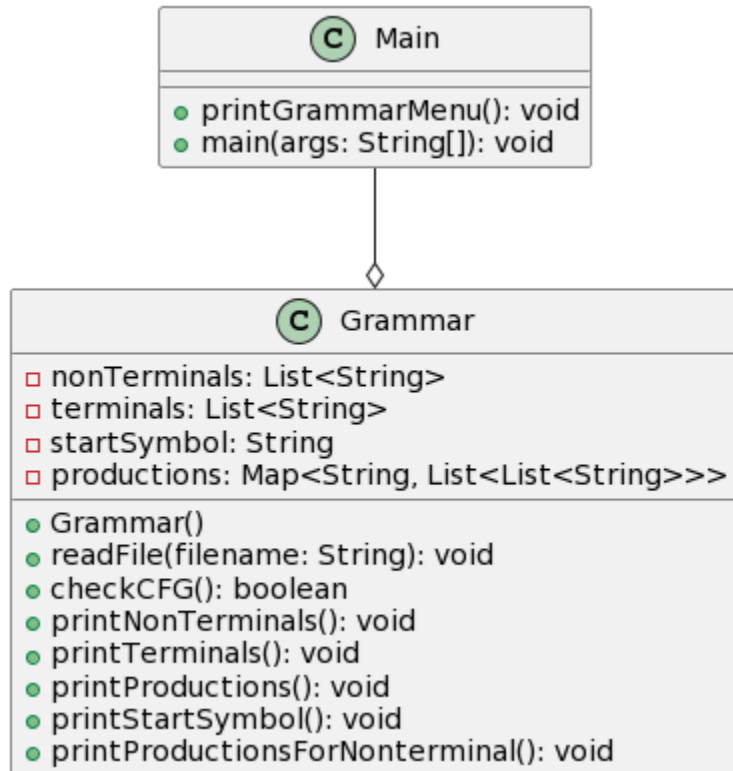 C Main
printGrammarMenu(): void
main(args: String[]): void
C Grammar
nonTerminals: List<String>
terminals: List<String>
startSymbol: String
productions: Map<String, List<List<String>>>
Grammar()
readFile(filename: String): void
checkCFG(): boolean
printNonTerminals(): void
printTerminals(): void
printProductions(): void
printStartSymbol(): void
printProductionsForNonterminal(): void